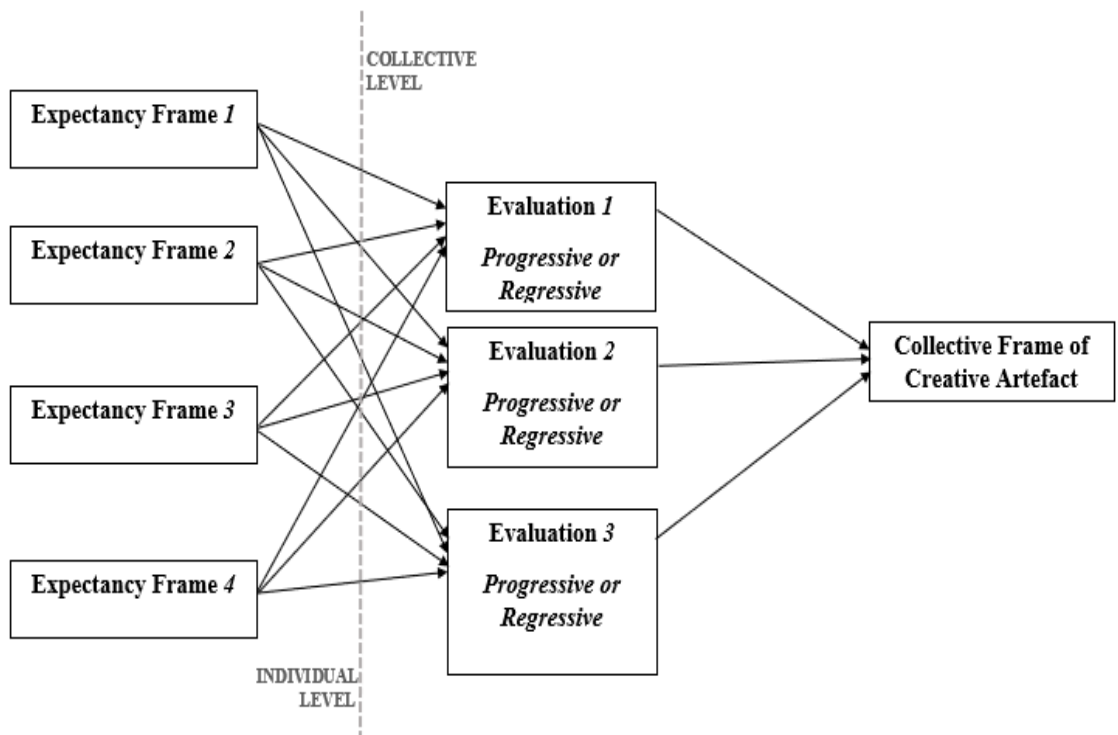 COLLECTIVE
LEVEL
Expectancy Frame 1
Expectancy Frame 2
Expectancy Frame 3
Expectancy Frame 4
INDIVIDUAL
LEVEL
Evaluation 1
Progressive or
Regressive
Evaluation 2
Progressive or
Regressive
Evaluation 3
Progressive or
Regressive
Collective Frame of
Creative Artefact